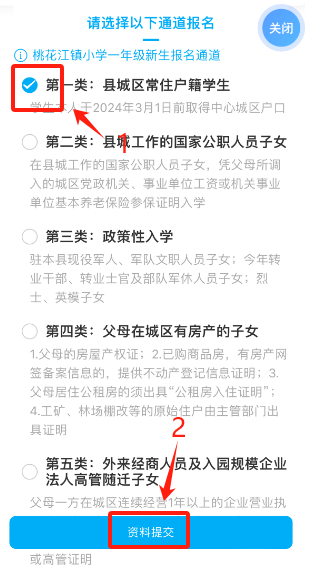 请选择以下通道报名
关闭
桃花江镇小学一年级新生报名通道
第一类：县城区常住户籍学生
学生本人于2024年3月1日前取得中心城区户口
1
第二类：县城工作的国家公职人员子女
在县城工作的国家公职人员子女，凭父母所调
入的城区党政机关、事业单位工资或机关事业
单位基本养老保险参保证明入学
第三类：政策性入学
驻本县现役军人、军队文职人员子女；今年转
业干部、转业士官及部队军休人员子女；烈
士、英模子女
第四类：父母在城区有房产的子女
1.父母的房屋产权证；2.已购商品房，有房产网
签备案信息的，提供不动产登记信息证明；3.
父母居住公租房的须出具“公租房入住证明”；
4.工矿、林场棚改等的原始住户由主管部门出
具证明
2
第五类：外来经商人员及入园规模企业
法人高管随迁子女
父母一方在城区连续经营1年以上的企业营业执
资料提交
或高管证明